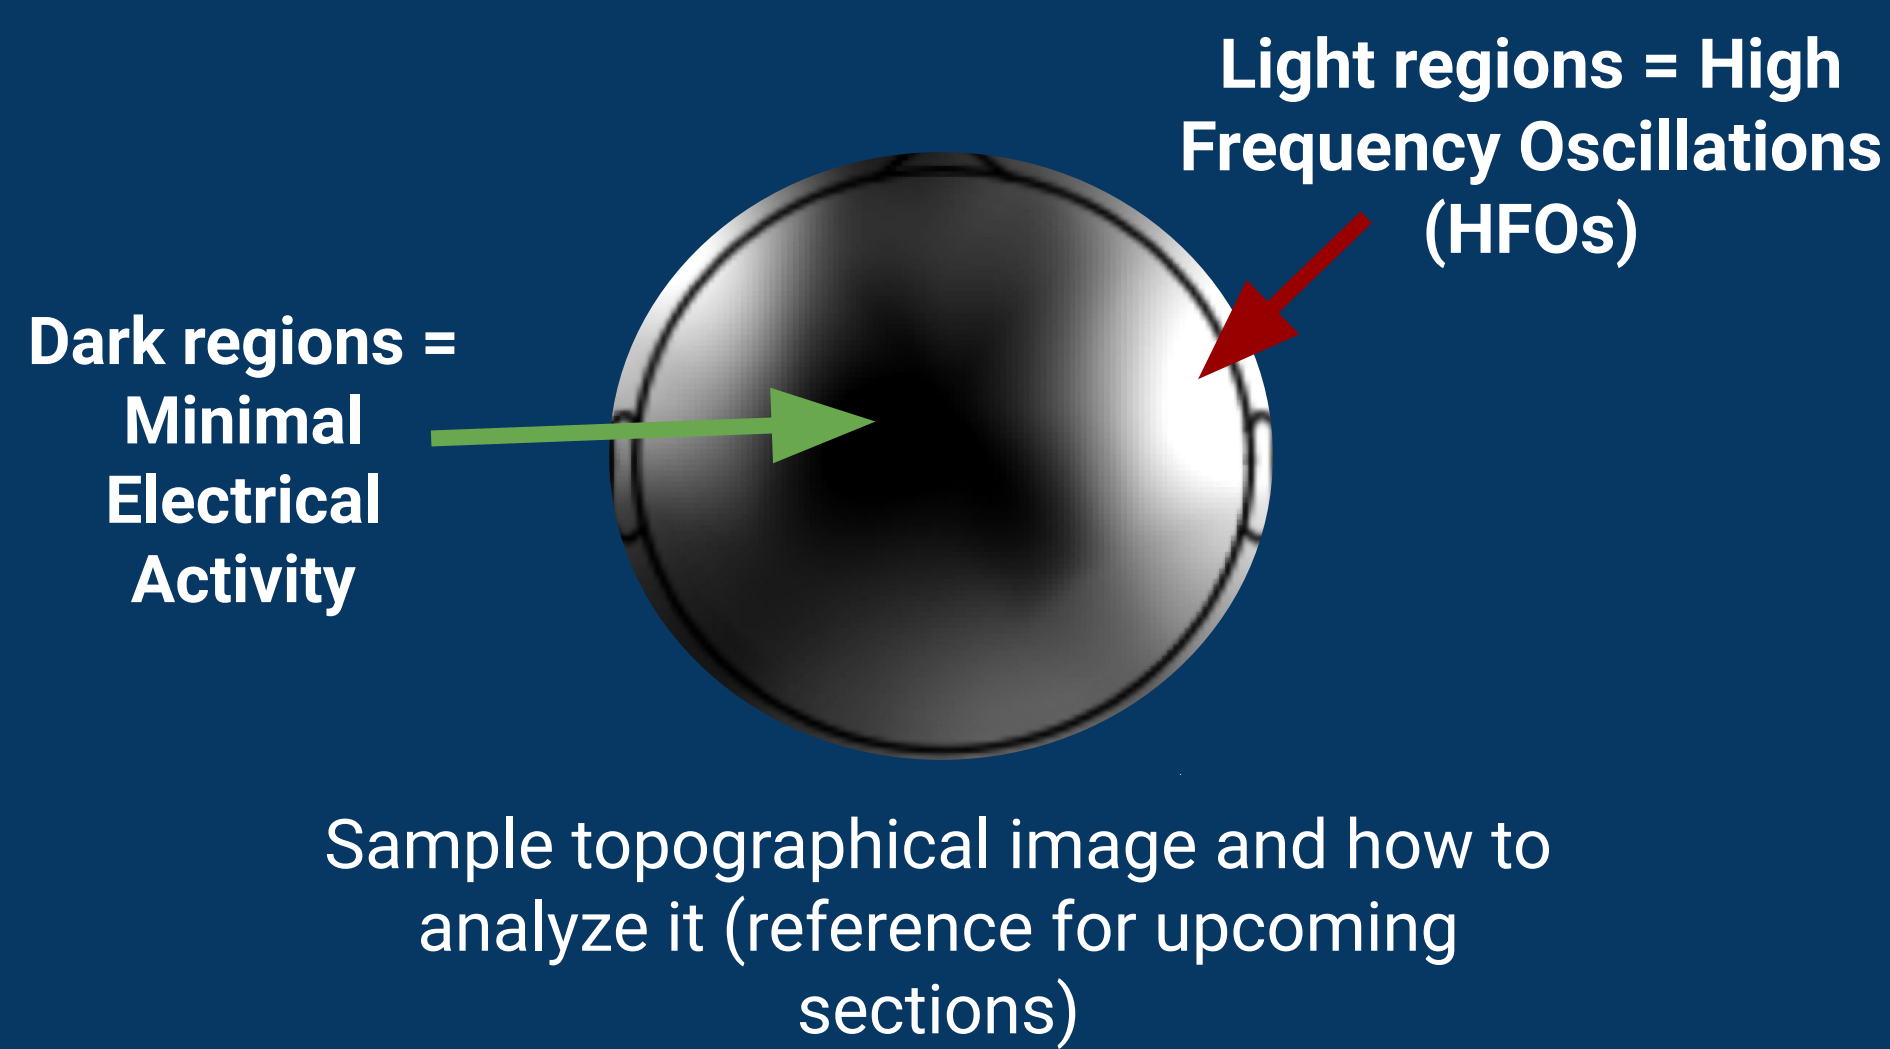 Light regions = High
Frequency Oscillations
(HFOs)
Dark regions =
Minimal
Electrical
Activity
Sample topographical image and how to
analyze it (reference for upcoming
sections)